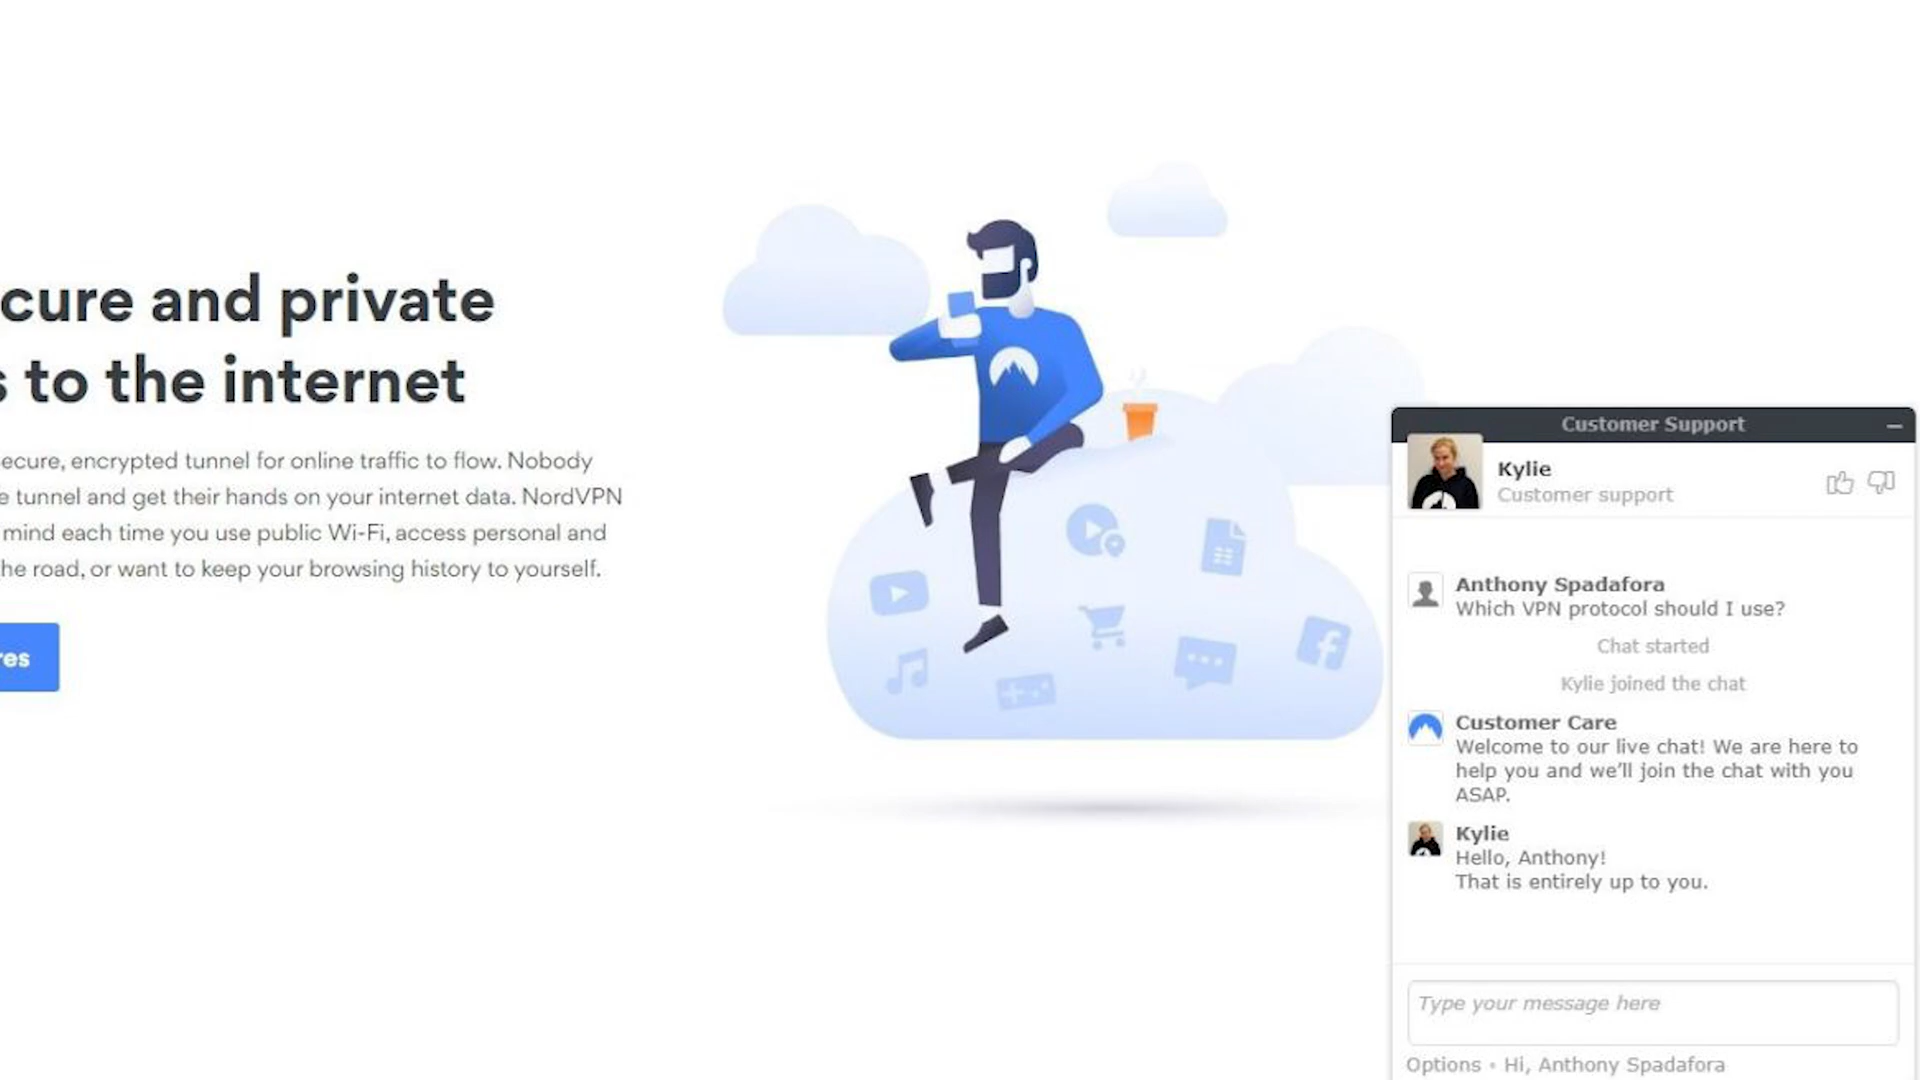 cure and private
s to the internet
ecure, encrypted tunnel for online traffic to flow. Nobody
e tunnel and get their hands on your internet data. NordVPN
mind each time you use public Wi-Fi, access personal and
he road, or want to keep your browsing history to yourself.
res
Customer Support
Kylie
Customer support
Anthony Spadafora
Which VPN protocol should I use?
Chat started
Kylie joined the chat
Customer Care
Welcome to our live chat! We are here to
help you and we'll join the chat with you
ASAP.
Kylie
Hello, Anthony!
That is entirely up to you.
Type your message here
Options • Hi, Anthony Spadafora